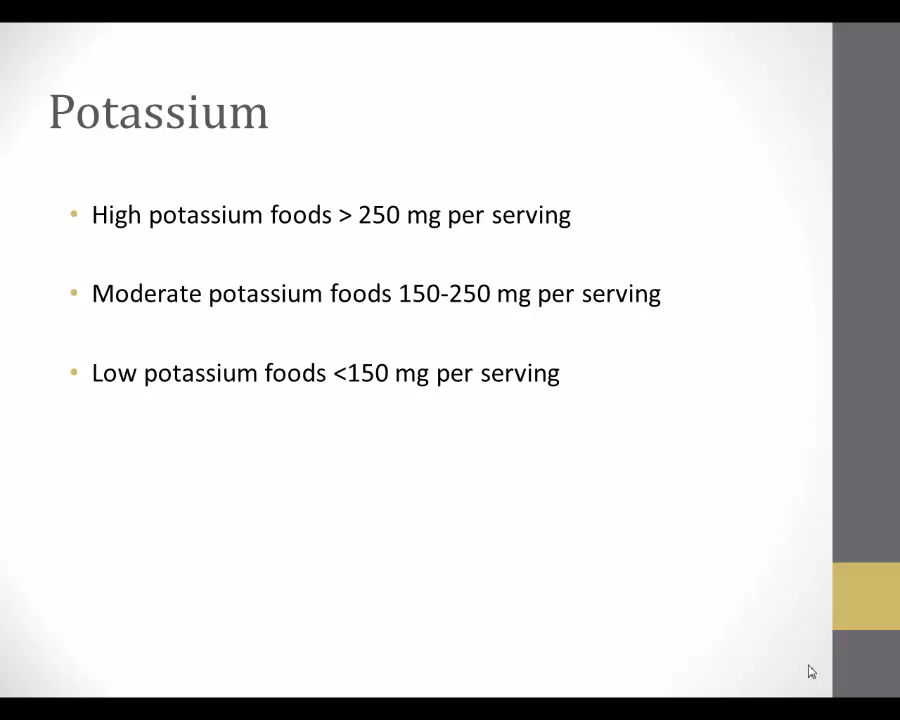 Potassium
• High potassium foods > 250 mg per serving
• Moderate potassium foods 150-250 mg per serving
• Low potassium foods <150 mg per serving